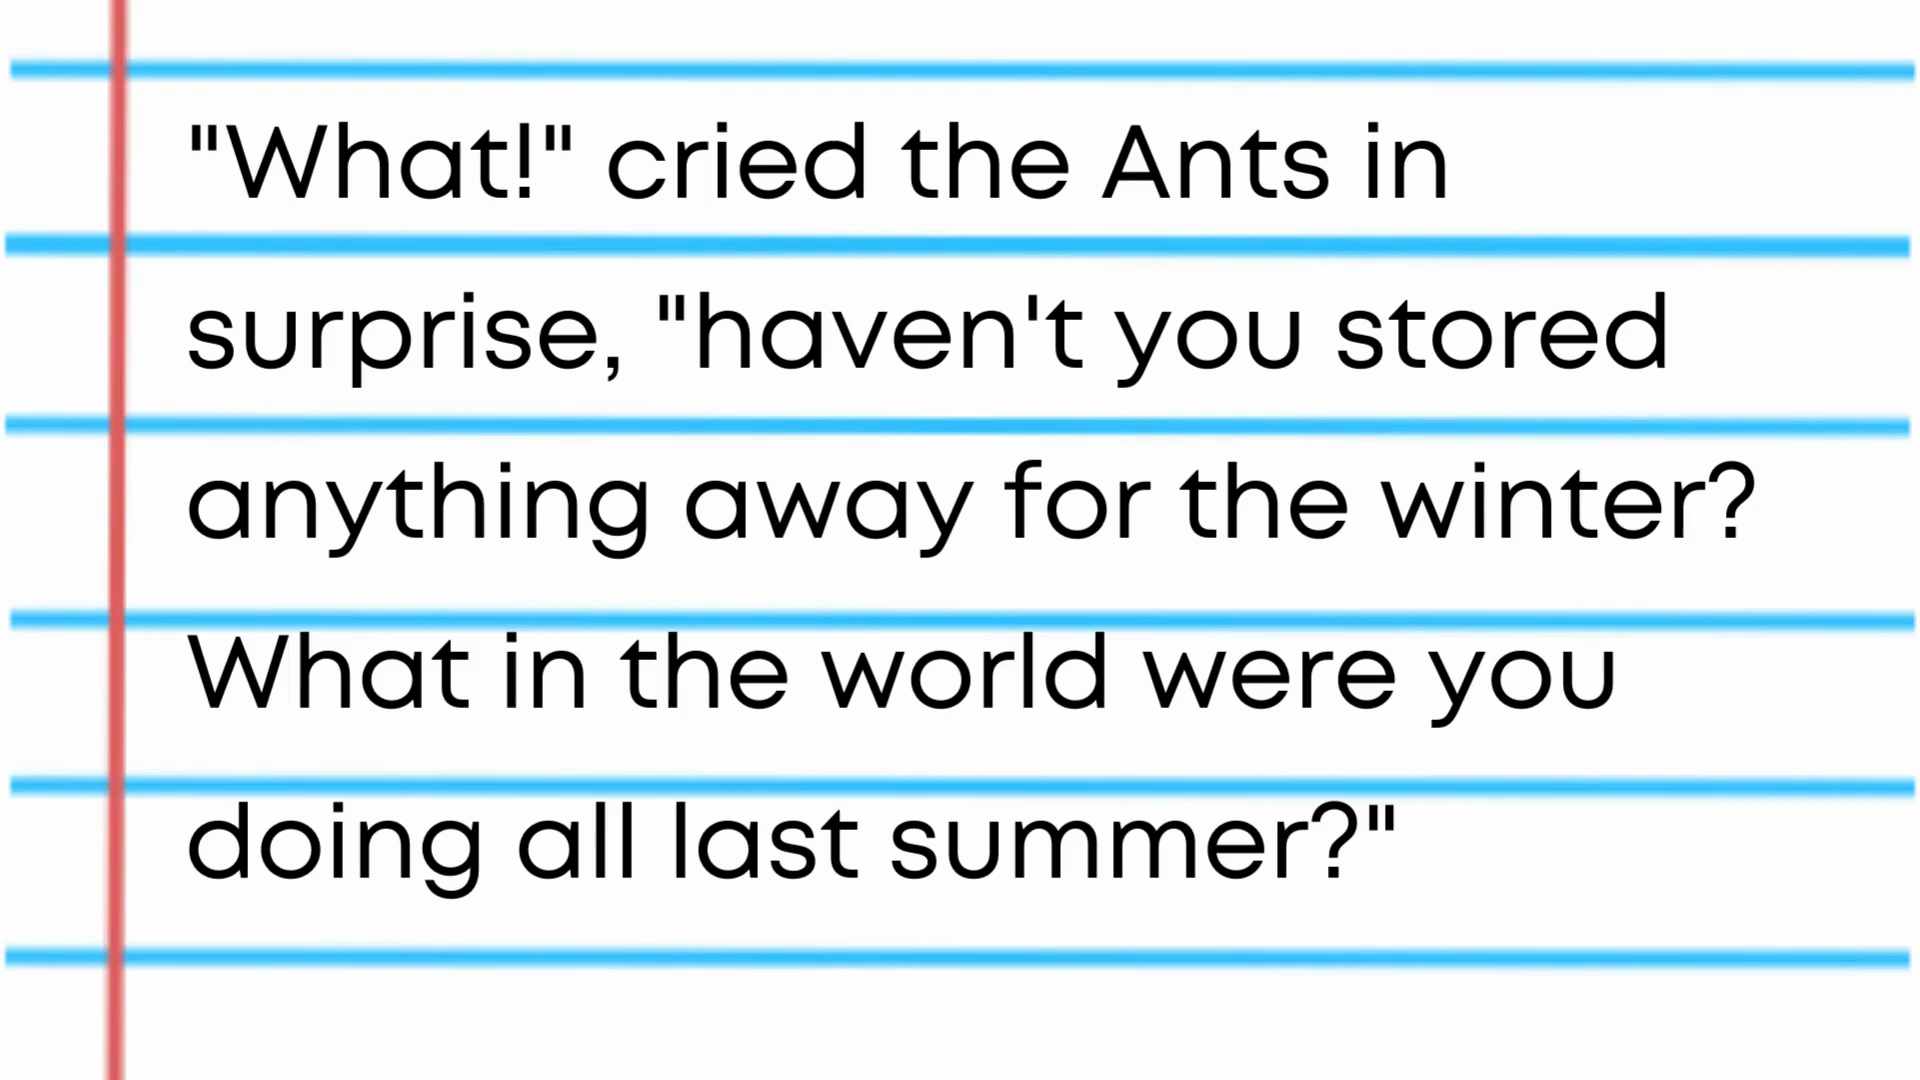 "What!" cried the Ants in
surprise, "haven't you stored
anything away for the winter?
What in the world were you
doing all last summer?"